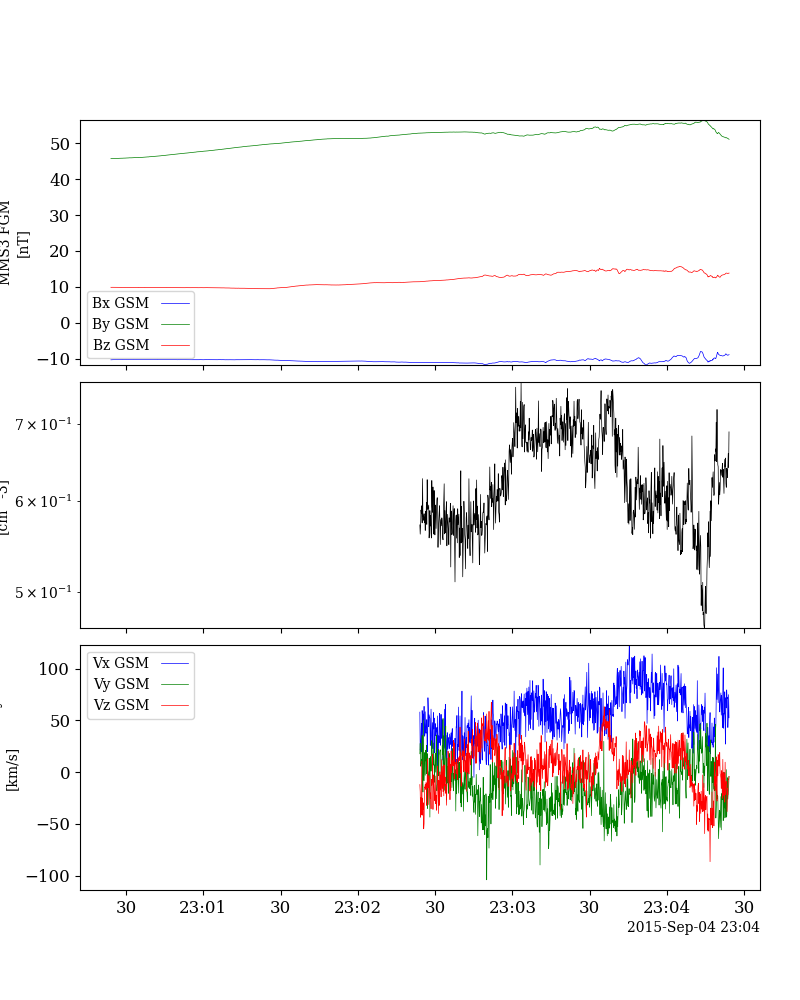 50
40
30
20
10
0
−10
MMS3 FGM
[nT]
Bx GSM
By GSM
Bz GSM
7 × 10⁻¹
6 × 10⁻¹
5 × 10⁻¹
100
50
0
−50
−100
[km/s]
Vx GSM
Vy GSM
Vz GSM
30 23:01 30 23:02 30 23:03 30 23:04 30
2015-Sep-04 23:04